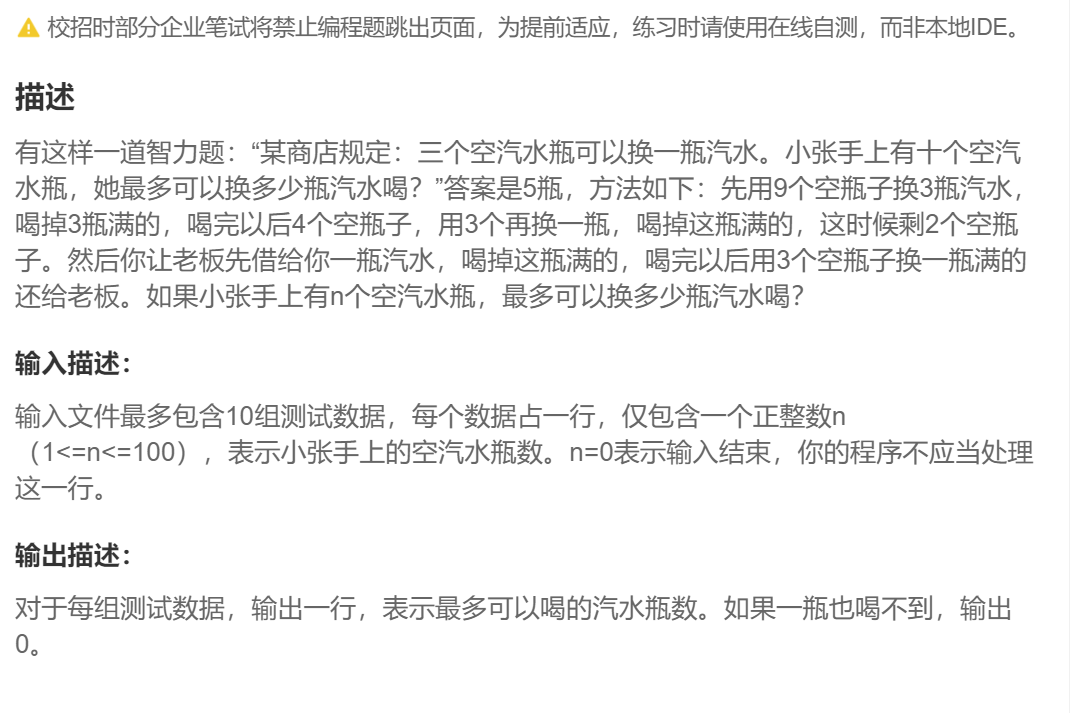 校招时部分企业笔试将禁止编程题跳出页面，为提前适应，练习时请使用在线自测，而非本地IDE。
描述
有这样一道智力题：“某商店规定：三个空汽水瓶可以换一瓶汽水。小张手上有十个空汽
水瓶，她最多可以换多少瓶汽水喝？”答案是5瓶，方法如下：先用9个空瓶子换3瓶汽水，
喝掉3瓶满的，喝完以后4个空瓶子，用3个再换一瓶，喝掉这瓶满的，这时候剩2个空瓶
子。然后你让老板先借给你一瓶汽水，喝掉这瓶满的，喝完以后用3个空瓶子换一瓶满的
还给老板。如果小张手上有n个空汽水瓶，最多可以换多少瓶汽水喝？
输入描述：
输入文件最多包含10组测试数据，每个数据占一行，仅包含一个正整数n
（1<=n<=100），表示小张手上的空汽水瓶数。n=0表示输入结束，你的程序不应当处理
这一行。
输出描述：
对于每组测试数据，输出一行，表示最多可以喝的汽水瓶数。如果一瓶也喝不到，输出
0。